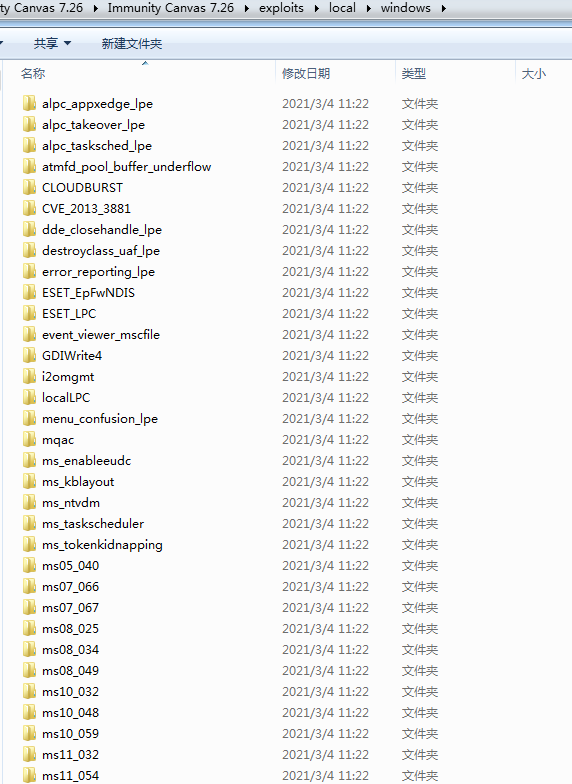 ty Canvas 7.26 Immunity Canvas 7.26 exploits local windows
共享 新建文件夹
名称 修改日期 类型 大小
alpc_appxedge_lpe 2021/3/4 11:22 文件夹
alpc_takeover_lpe 2021/3/4 11:22 文件夹
alpc_tasksched_lpe 2021/3/4 11:22 文件夹
atmfd_pool_buffer_underflow 2021/3/4 11:22 文件夹
CLOUDBURST 2021/3/4 11:22 文件夹
CVE_2013_3881 2021/3/4 11:22 文件夹
dde_closehandle_lpe 2021/3/4 11:22 文件夹
destroyclass_uaf_lpe 2021/3/4 11:22 文件夹
error_reporting_lpe 2021/3/4 11:22 文件夹
ESET_EpFwNDIS 2021/3/4 11:22 文件夹
ESET_LPC 2021/3/4 11:22 文件夹
event_viewer_mscfile 2021/3/4 11:22 文件夹
GDIWrite4 2021/3/4 11:22 文件夹
i2omgmt 2021/3/4 11:22 文件夹
localLPC 2021/3/4 11:22 文件夹
menu_confusion_lpe 2021/3/4 11:22 文件夹
mqac 2021/3/4 11:22 文件夹
ms_enableeudc 2021/3/4 11:22 文件夹
ms_kblayout 2021/3/4 11:22 文件夹
ms_ntvdm 2021/3/4 11:22 文件夹
ms_taskscheduler 2021/3/4 11:22 文件夹
ms_tokenkidnapping 2021/3/4 11:22 文件夹
ms05_040 2021/3/4 11:22 文件夹
ms07_066 2021/3/4 11:22 文件夹
ms07_067 2021/3/4 11:22 文件夹
ms08_025 2021/3/4 11:22 文件夹
ms08_034 2021/3/4 11:22 文件夹
ms08_049 2021/3/4 11:22 文件夹
ms10_032 2021/3/4 11:22 文件夹
ms10_048 2021/3/4 11:22 文件夹
ms10_059 2021/3/4 11:22 文件夹
ms11_032 2021/3/4 11:22 文件夹
ms11_054 2021/3/4 11:22 文件夹